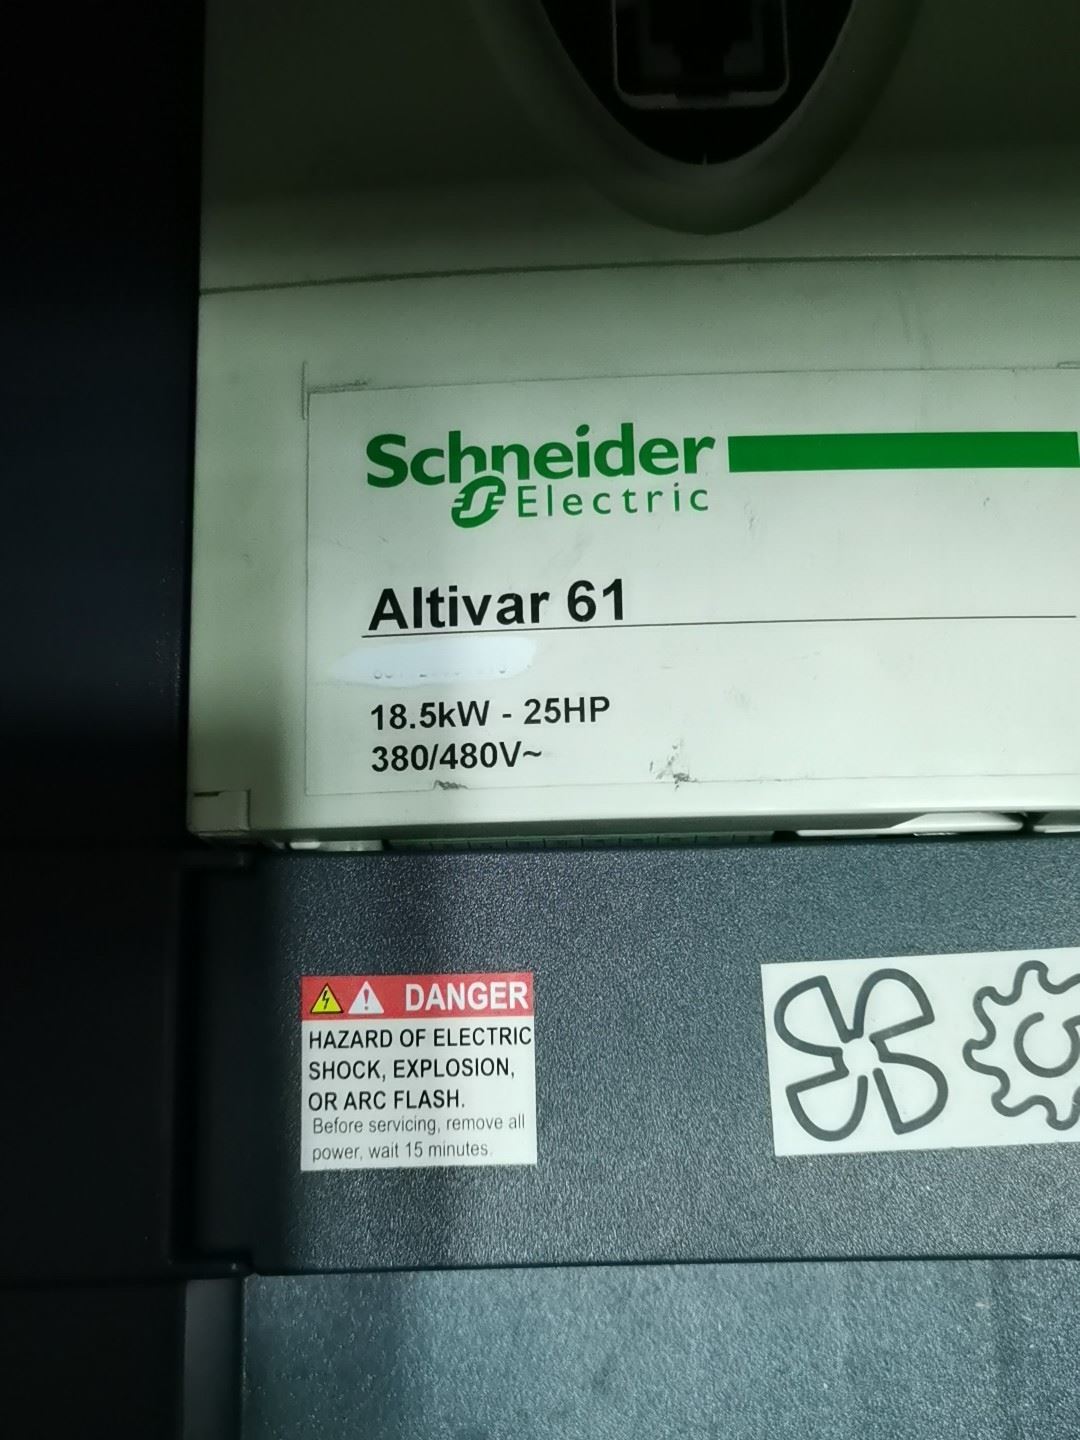 Schneider
Electric
Altivar 61
18.5kW - 25HP
380/480V~
DANGER
HAZARD OF ELECTRIC
SHOCK, EXPLOSION,
OR ARC FLASH.
Before servicing, remove all
power, wait 15 minutes.